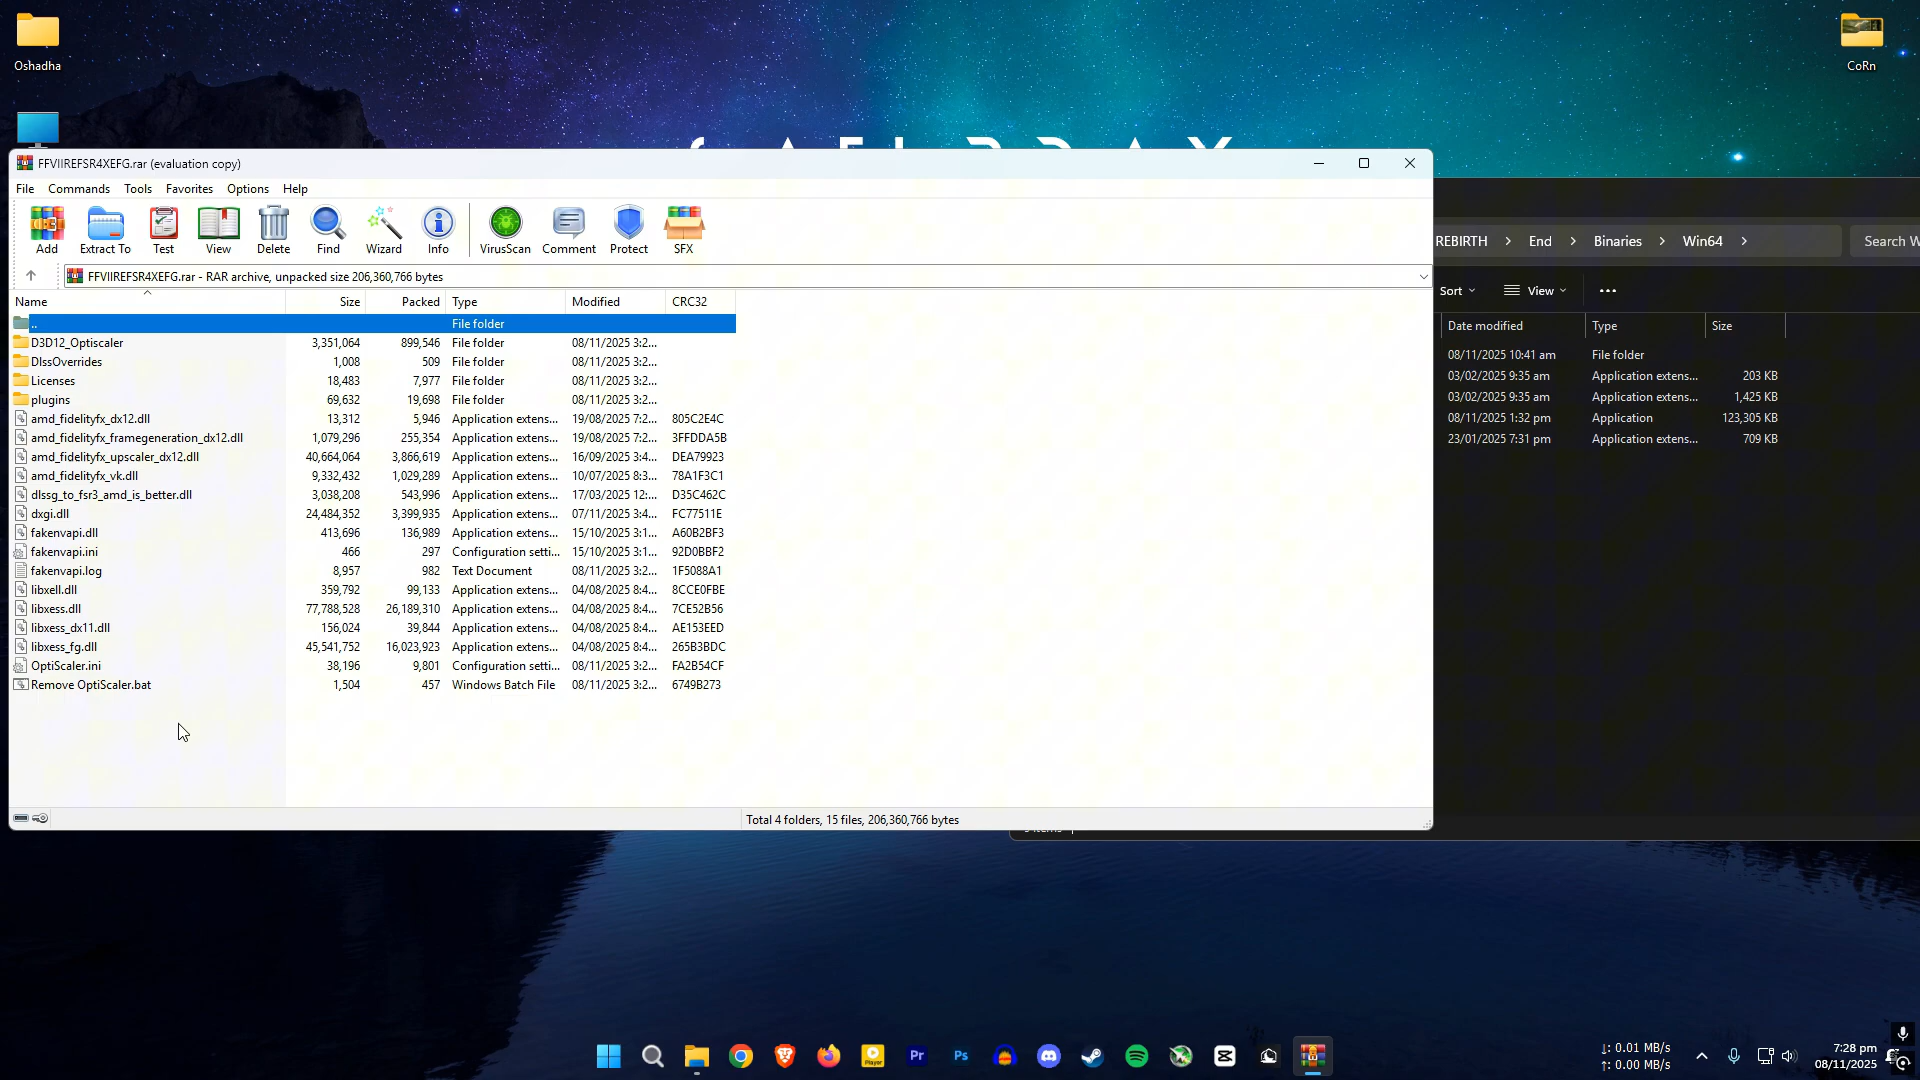 Oshadha
CoRn
FFVIIREFSR4XEFG.rar (evaluation copy)
File Commands Tools Favorites Options Help
Add Extract To Test View Delete Find Wizard Info VirusScan Comment Protect SFX
FFVIIREFSR4XEFG.rar - RAR archive, unpacked size 206,360,766 bytes
Name Size Packed Type Modified CRC32
.. File folder
D3D12_Optiscaler 3,351,064 899,546 File folder 08/11/2025 3:2...
DlssOverrides 1,008 509 File folder 08/11/2025 3:2...
Licenses 18,483 7,977 File folder 08/11/2025 3:2...
plugins 69,632 19,698 File folder 08/11/2025 3:2...
amd_fidelityfx_dx12.dll 13,312 5,946 Application extens... 19/08/2025 7:2... 805C2E4C
amd_fidelityfx_framegeneration_dx12.dll 1,079,296 255,354 Application extens... 19/08/2025 7:2... 3FFDDA5B
amd_fidelityfx_upscaler_dx12.dll 40,664,064 3,866,619 Application extens... 16/09/2025 3:4... DEA79923
amd_fidelityfx_vk.dll 9,332,432 1,029,289 Application extens... 10/07/2025 8:3... 78A1F3C1
dlssg_to_fsr3_amd_is_better.dll 3,038,208 543,996 Application extens... 17/03/2025 12:... D35C462C
dxgi.dll 24,484,352 3,399,935 Application extens... 07/11/2025 3:4... FC77511E
fakenvapi.dll 413,696 136,989 Application extens... 15/10/2025 3:1... A60B2BF3
fakenvapi.ini 466 297 Configuration setti... 15/10/2025 3:1... 92D0BBF2
fakenvapi.log 8,957 982 Text Document 08/11/2025 3:2... 1F5088A1
libxell.dll 359,792 99,133 Application extens... 04/08/2025 8:4... 8CCE0FBE
libxess.dll 77,788,528 26,189,310 Application extens... 04/08/2025 8:4... 7CE52B56
libxess_dx11.dll 156,024 39,844 Application extens... 04/08/2025 8:4... AE153EED
libxess_fg.dll 45,541,752 16,023,923 Application extens... 04/08/2025 8:4... 265B3BDC
OptiScaler.ini 38,196 9,801 Configuration setti... 08/11/2025 3:2... FA2B54CF
Remove OptiScaler.bat 1,504 457 Windows Batch File 08/11/2025 3:2... 6749B273
Total 4 folders, 15 files, 206,360,766 bytes
REBIRTH > End > Binaries > Win64 > Search W
Sort View ...
Date modified Type Size
08/11/2025 10:41 am File folder
03/02/2025 9:35 am Application extens... 203 KB
03/02/2025 9:35 am Application extens... 1,425 KB
08/11/2025 1:32 pm Application 123,305 KB
23/01/2025 7:31 pm Application extens... 709 KB
Player
Pr
Ps
↓: 0.01 MB/s
↑: 0.00 MB/s
7:28 pm
08/11/2025